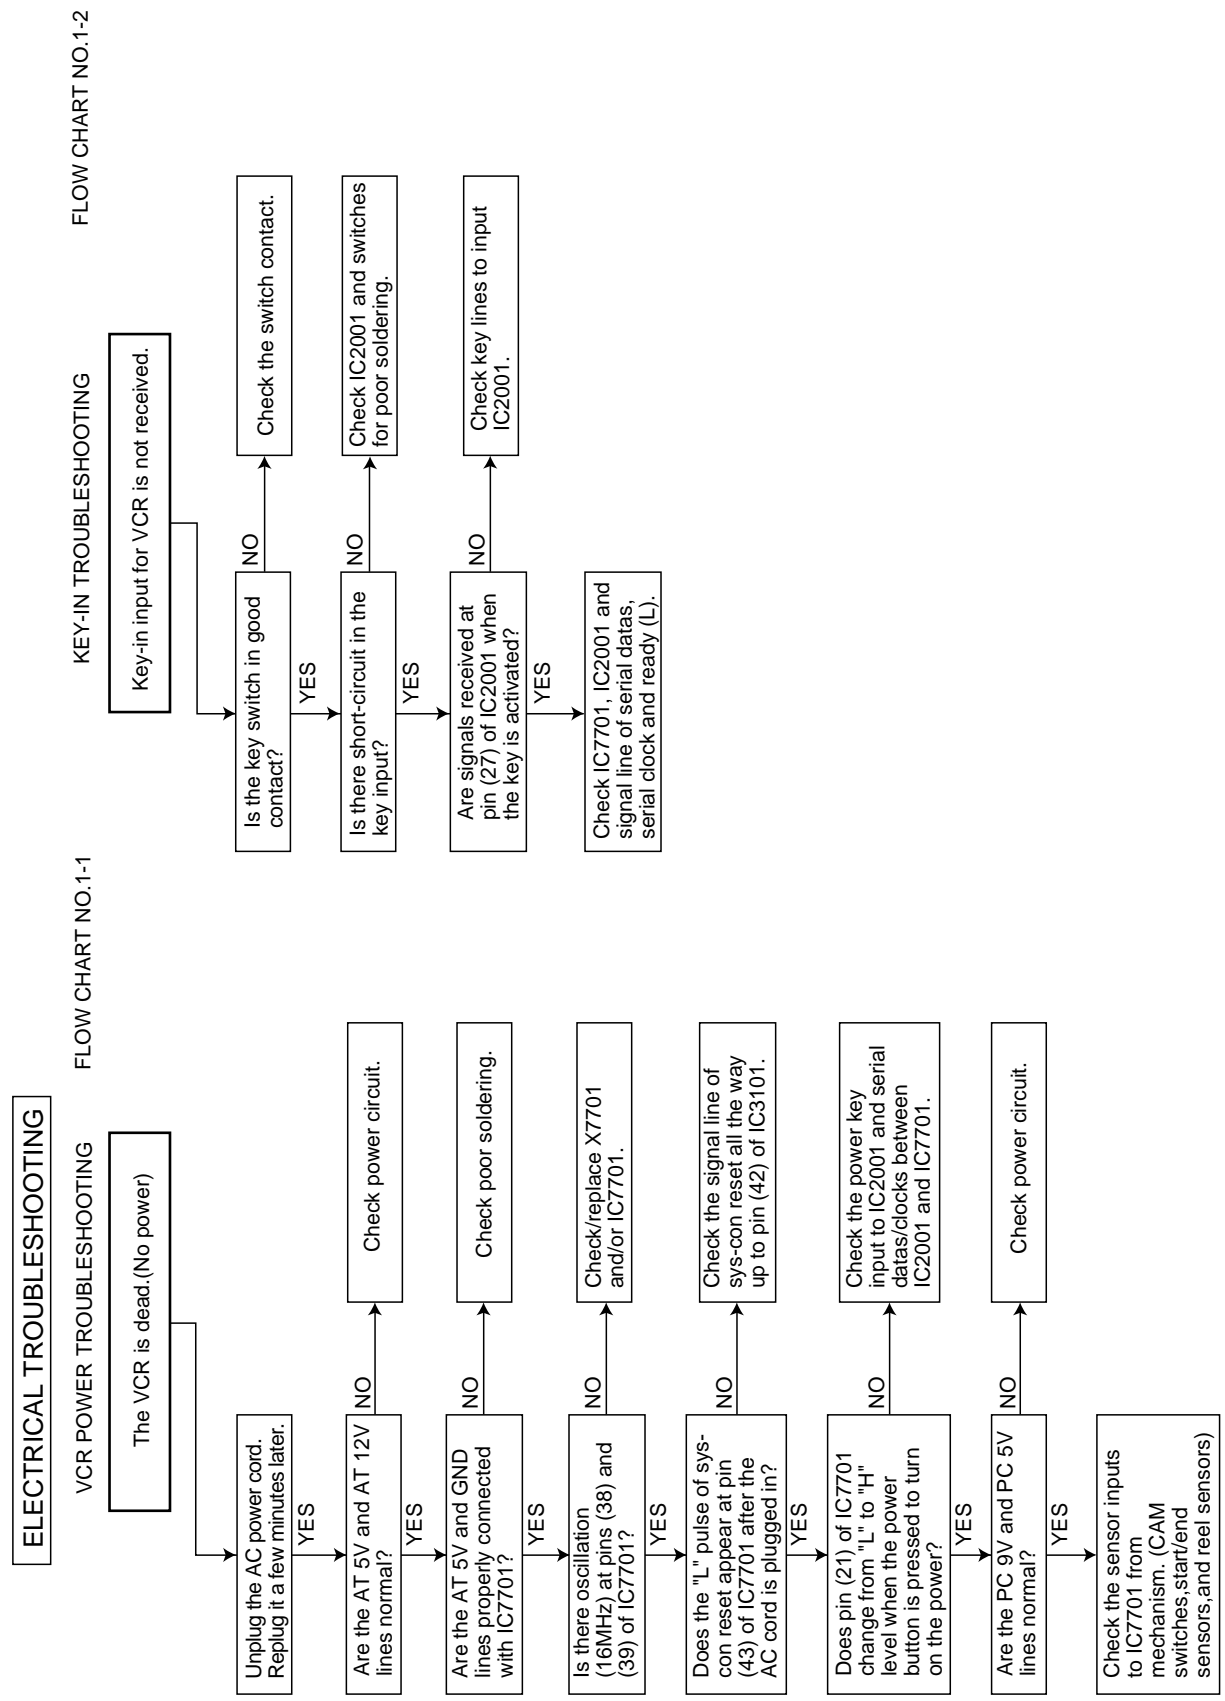 ELECTRICAL TROUBLESHOOTING
VCR POWER TROUBLESHOOTING
FLOW CHART NO.1-1
The VCR is dead.(No power)
Unplug the AC power cord.
Replug it a few minutes later.
YES
Are the AT 5V and AT 12V
lines normal?
NO
Check power circuit.
YES
Are the AT 5V and GND
lines properly connected
with IC7701?
NO
Check poor soldering.
YES
Is there oscillation
(16MHz) at pins (38) and
(39) of IC7701?
NO
Check/replace X7701
and/or IC7701.
YES
Does the "L" pulse of sys-
con reset appear at pin
(43) of IC7701 after the
AC cord is plugged in?
NO
Check the signal line of
sys-con reset all the way
up to pin (42) of IC3101.
YES
Does pin (21) of IC7701
change from "L" to "H"
level when the power
button is pressed to turn
on the power?
NO
Check the power key
input to IC2001 and serial
datas/clocks between
IC2001 and IC7701.
YES
Are the PC 9V and PC 5V
lines normal?
NO
Check power circuit.
YES
Check the sensor inputs
to IC7701 from
mechanism. (CAM
switches,start/end
sensors,and reel sensors)
KEY-IN TROUBLESHOOTING
FLOW CHART NO.1-2
Key-in input for VCR is not received.
Is the key switch in good
contact?
NO
Check the switch contact.
YES
Is there short-circuit in the
key input?
NO
Check IC2001 and switches
for poor soldering.
YES
Are signals received at
pin (27) of IC2001 when
the key is activated?
NO
Check key lines to input
IC2001.
YES
Check IC7701, IC2001 and
signal line of serial datas,
serial clock and ready (L).